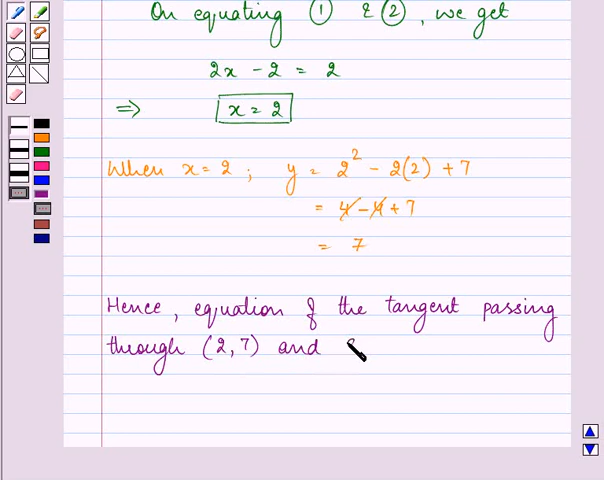 On equating ① & ②, we get
2x - 2 = 2
⇒ x = 2
When x = 2 ; y = 2² - 2(2) + 7
= 4 - 4 + 7
= 7
Hence, equation of the tangent passing
through (2, 7) and